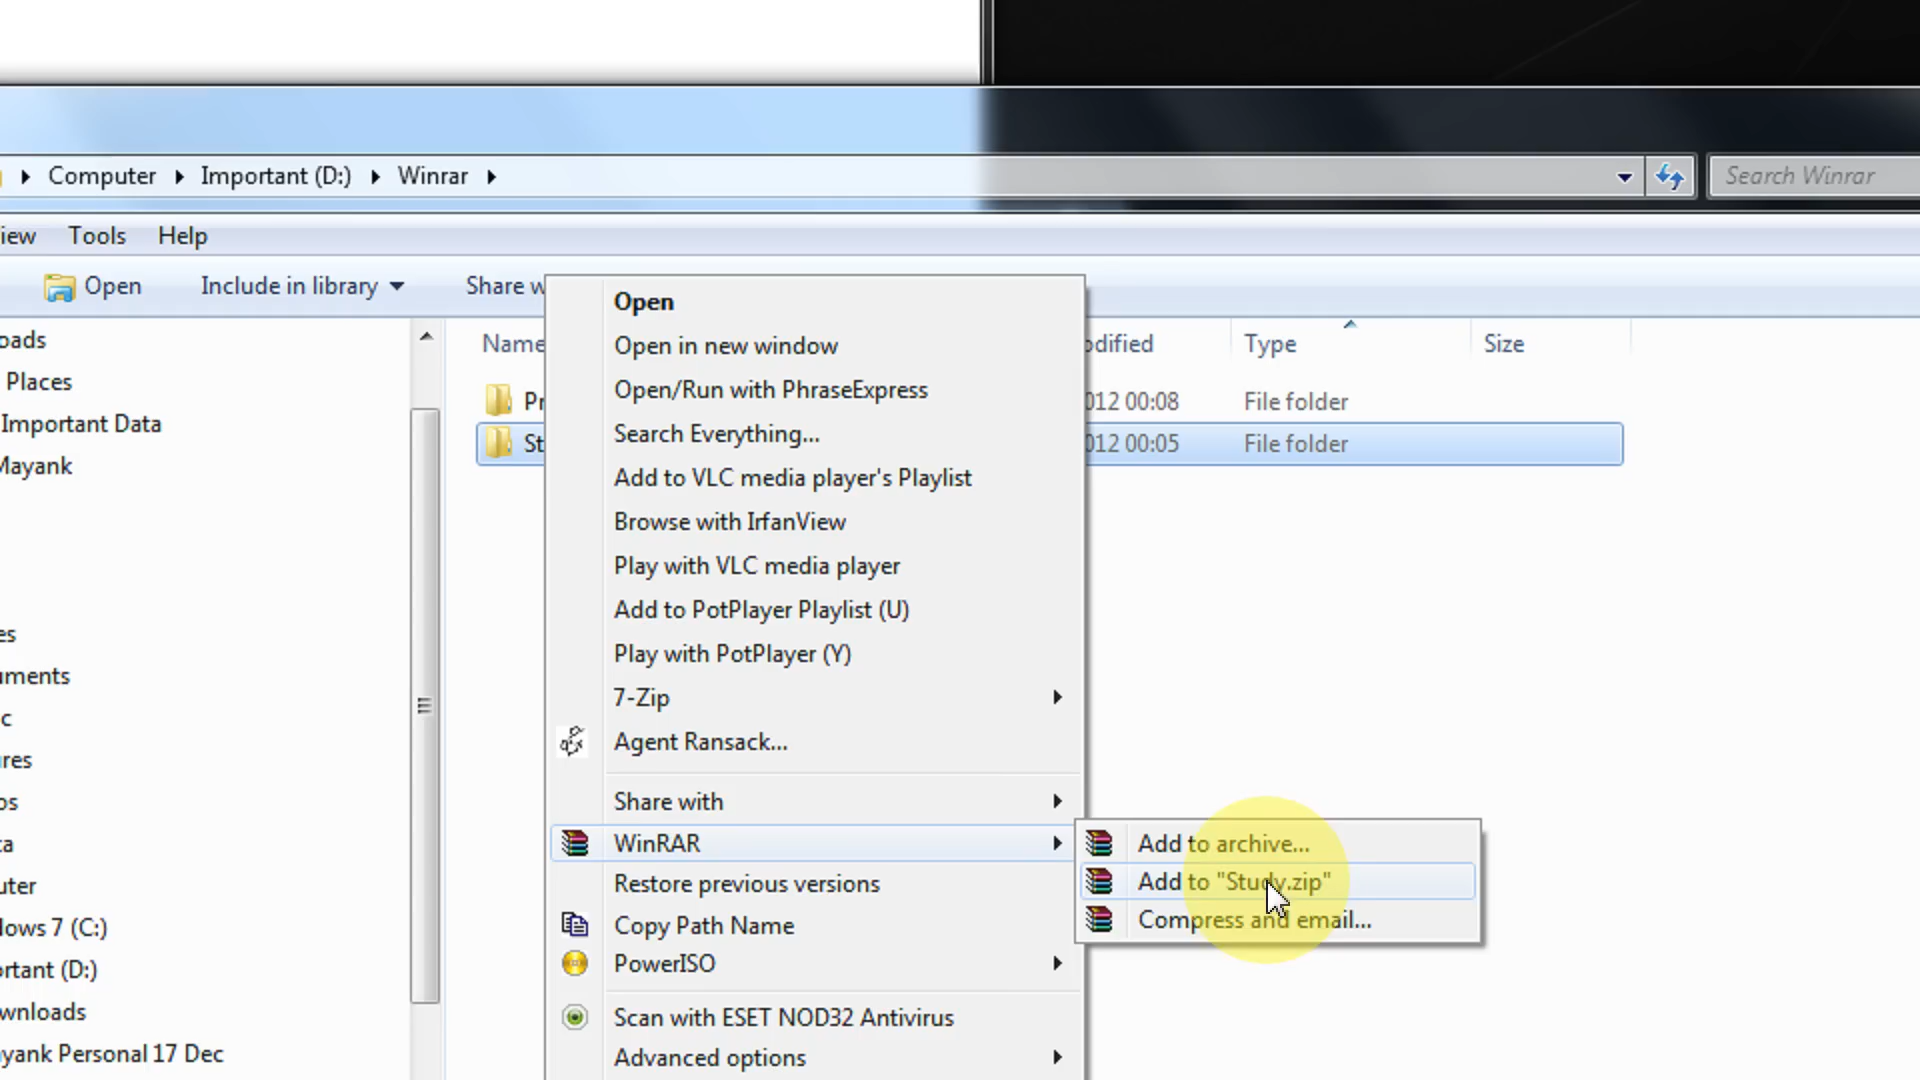 Computer ▸ Important (D:) ▸ Winrar ▸
Search Winrar
iew Tools Help
Open Include in library Share w
oads
Places
Important Data
Mayank
es
uments
c
ures
os
ta
uter
dows 7 (C:)
ortant (D:)
wnloads
yank Personal 17 Dec
Name odified Type Size
Pr 012 00:08 File folder
St 012 00:05 File folder
Open
Open in new window
Open/Run with PhraseExpress
Search Everything...
Add to VLC media player's Playlist
Browse with IrfanView
Play with VLC media player
Add to PotPlayer Playlist (U)
Play with PotPlayer (Y)
7-Zip
Agent Ransack...
Share with
WinRAR
Restore previous versions
Copy Path Name
PowerISO
Scan with ESET NOD32 Antivirus
Advanced options
Add to archive...
Add to "Study.zip"
Compress and email...